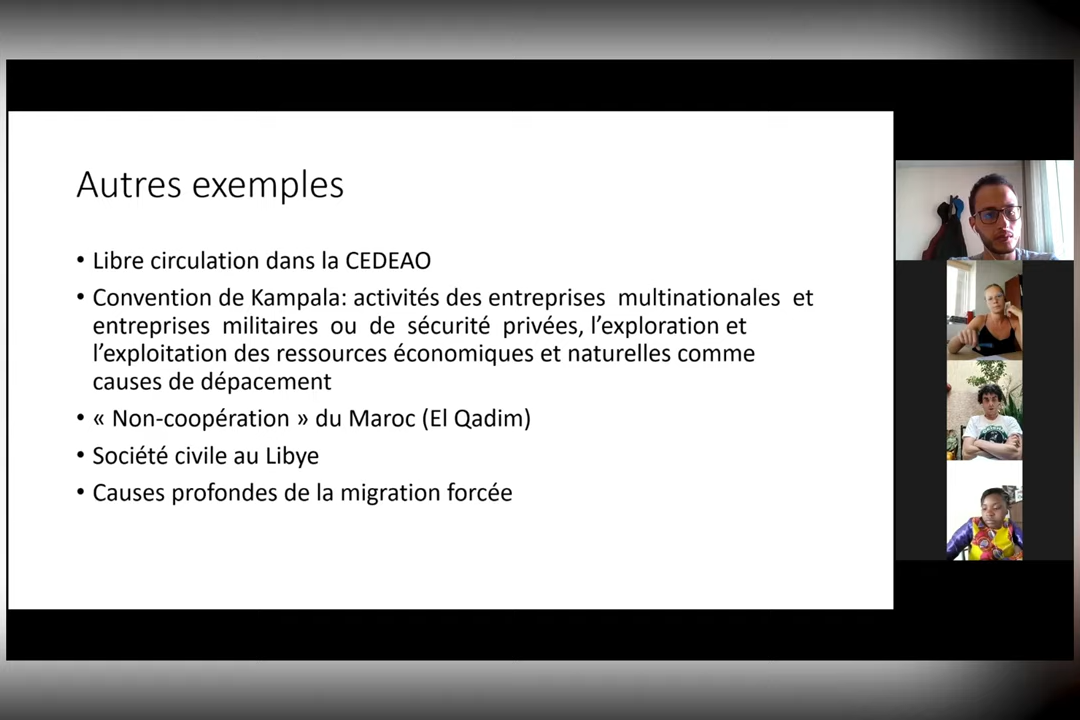 Autres exemples
• Libre circulation dans la CEDEAO
• Convention de Kampala: activités des entreprises multinationales et
entreprises militaires ou de sécurité privées, l’exploration et
l’exploitation des ressources économiques et naturelles comme
causes de dépacement
• « Non-coopération » du Maroc (El Qadim)
• Société civile au Libye
• Causes profondes de la migration forcée